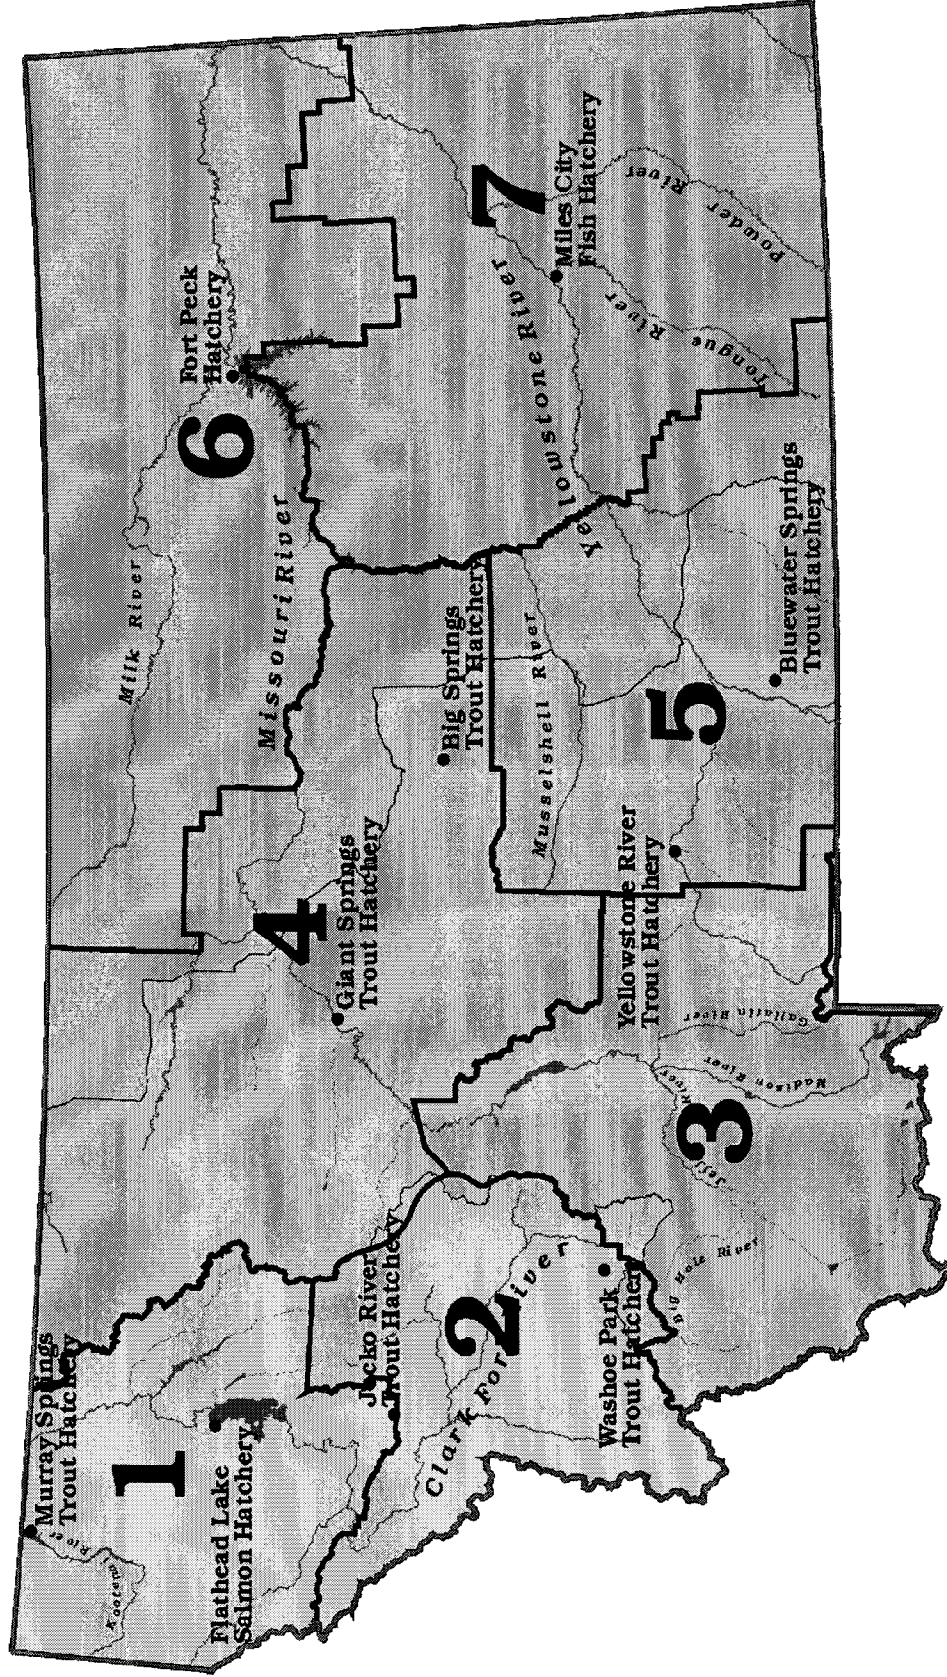 Murray Springs
Trout Hatchery
Kootenai River
1
Flathead Lake
Salmon Hatchery
Jocko River
Trout Hatchery
2
Clark Fork River
Washoe Park
Trout Hatchery
Big Hole River
3
Jeff. River
Madison River
Gallatin River
4
Giant Springs
Trout Hatchery
Big Springs
Trout Hatchery
Missouri River
Milk River
6
Fort Peck
Hatchery
Musselshell River
Yellowstone River
Trout Hatchery
5
Bluewater Springs
Trout Hatchery
Yellowstone River
7
Miles City
Fish Hatchery
Tongue River
Powder River